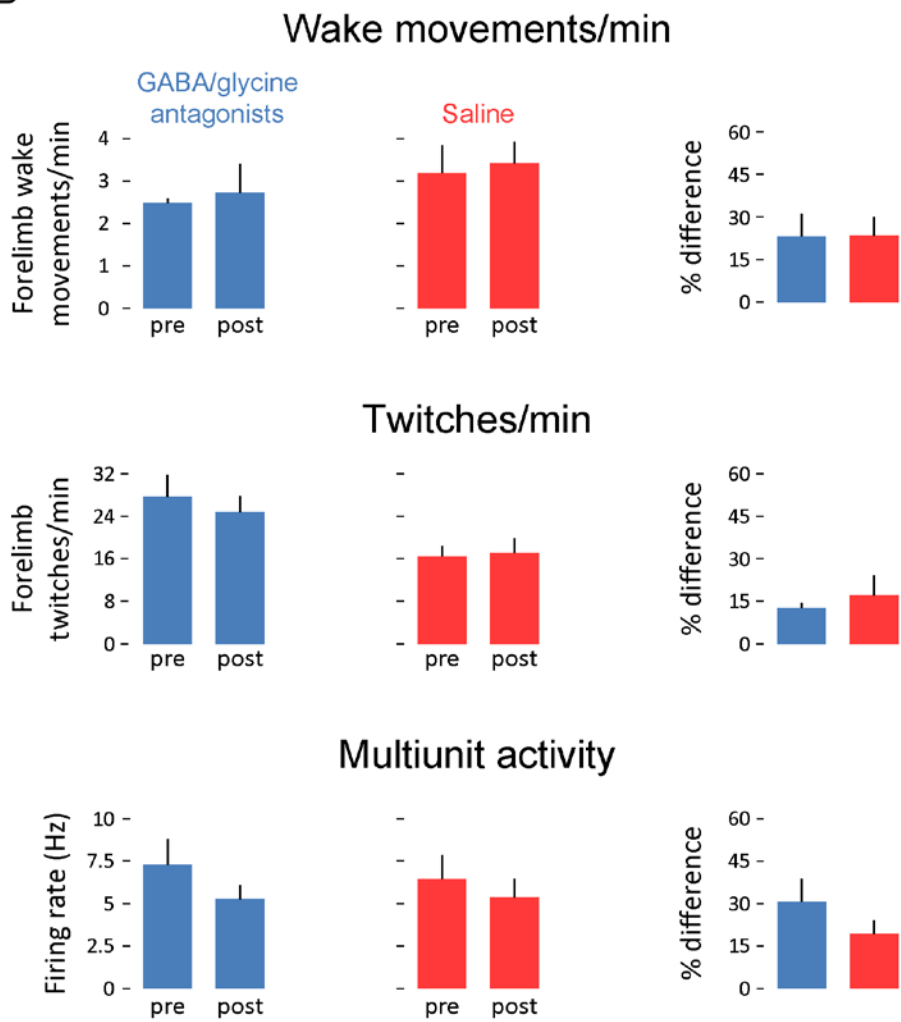 Wake movements/min
GABA/glycine
antagonists
Saline
Forelimb wake
movements/min
4
3
2
1
0
pre
post
pre
post
% difference
60
45
30
15
0
Twitches/min
Forelimb
twitches/min
32
24
16
8
0
pre
post
pre
post
% difference
60
45
30
15
0
Multiunit activity
Firing rate (Hz)
10
7.5
5
2.5
0
pre
post
pre
post
% difference
60
45
30
15
0